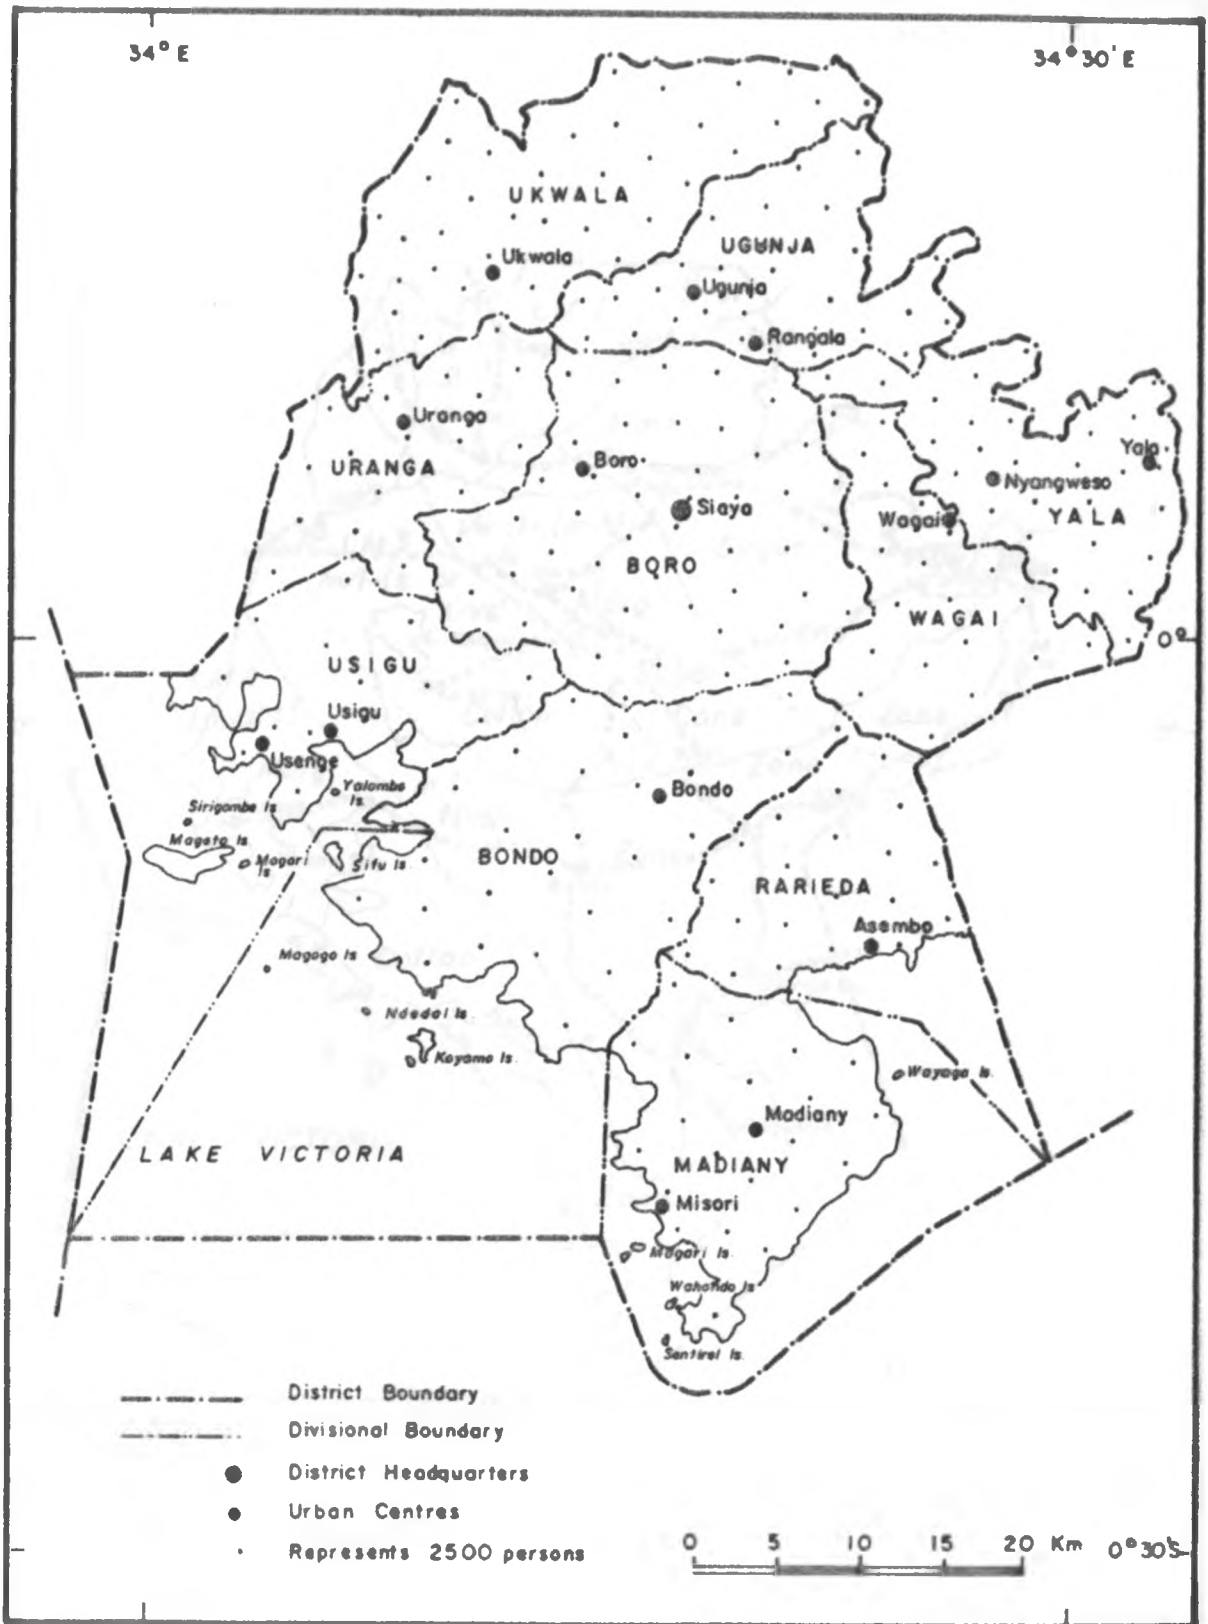 34° E
34° 30' E
UKWALA
Ukwala
UGUNJA
Ugunja
Rangala
Uranga
URANGA
Boro
Siaya
BORO
Yala
Nyangweso
Wagai
YALA
WAGAI
0°
USIGU
Usigu
Usenge
Yalombo Is.
Sirigombe Is
Mageta Is.
Magari Is
Sifu Is
BONDO
Bondo
RARIEDA
Asembo
Magogo Is
Ndedal Is.
Kayamo Is.
Wayaga Is.
LAKE VICTORIA
Madiany
MADIANY
Misori
Magari Is.
Wahondo Is
Sentirel Is.
District Boundary
Divisional Boundary
District Headquarters
Urban Centres
Represents 2500 persons
0 5 10 15 20 Km
0° 30'S